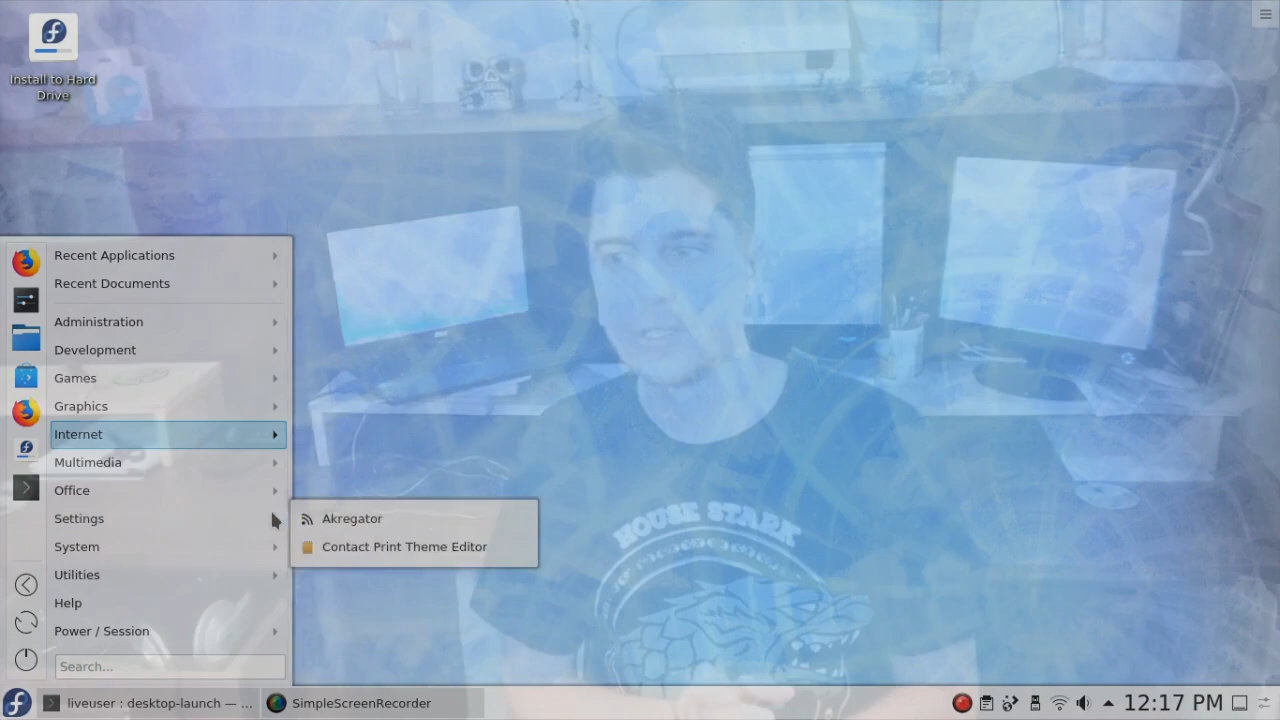 Install to Hard
Drive
Recent Applications
Recent Documents
Administration
Development
Games
Graphics
Internet
Multimedia
Office
Settings
System
Utilities
Help
Power / Session
Search...
Akregator
Contact Print Theme Editor
HOUSE STARK
liveuser : desktop-launch — ...
SimpleScreenRecorder
12:17 PM